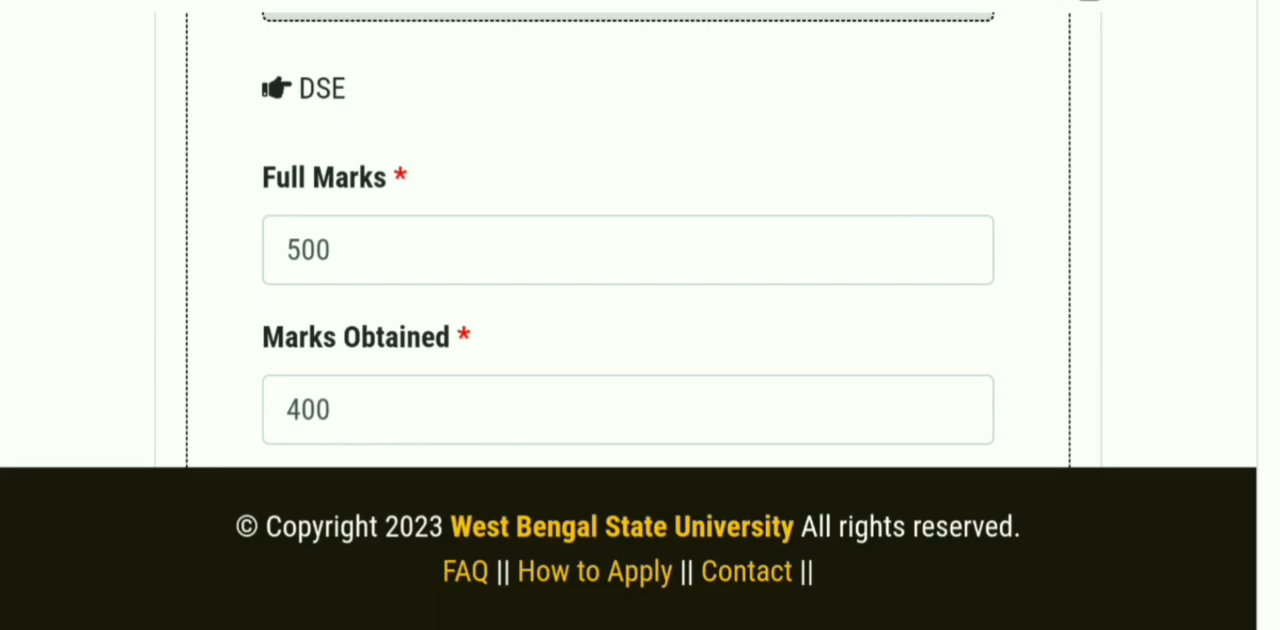 DSE
Full Marks *
500
Marks Obtained *
400
© Copyright 2023 West Bengal State University All rights reserved.
FAQ || How to Apply || Contact ||